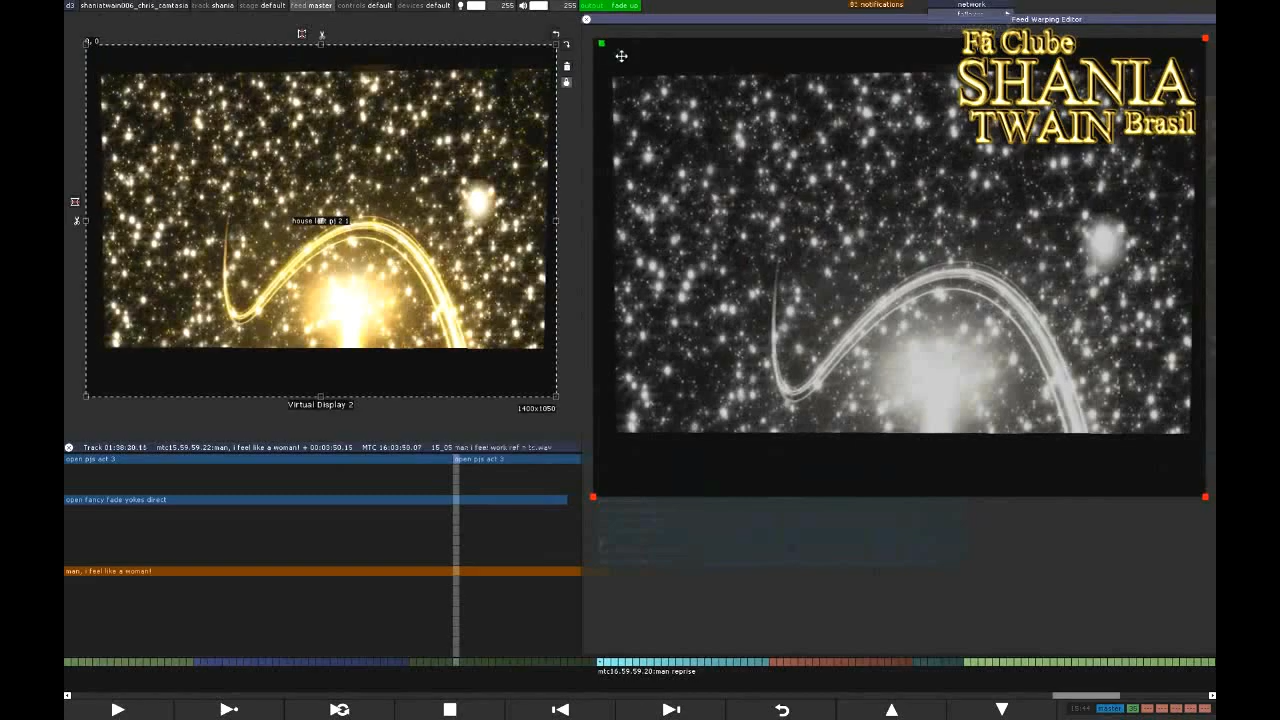 d3 shaniatwain006_chris_camtasia track shania stage default feed master controls default devices default 255 255 output fade up notifications network
Feed Warping Editor
Fã Clube
SHANIA
TWAIN Brasil
Virtual Display 2
1400x1050
Track 01:38:20.15 mtc15.59.59.22:man, i feel like a woman! + 00:03:50.15 MTC 16:03:50.07
open pjs act 3 open pjs act 3
open fancy fade yokes direct
man, i feel like a woman!
mtc16.59.59.20:man reprise
master